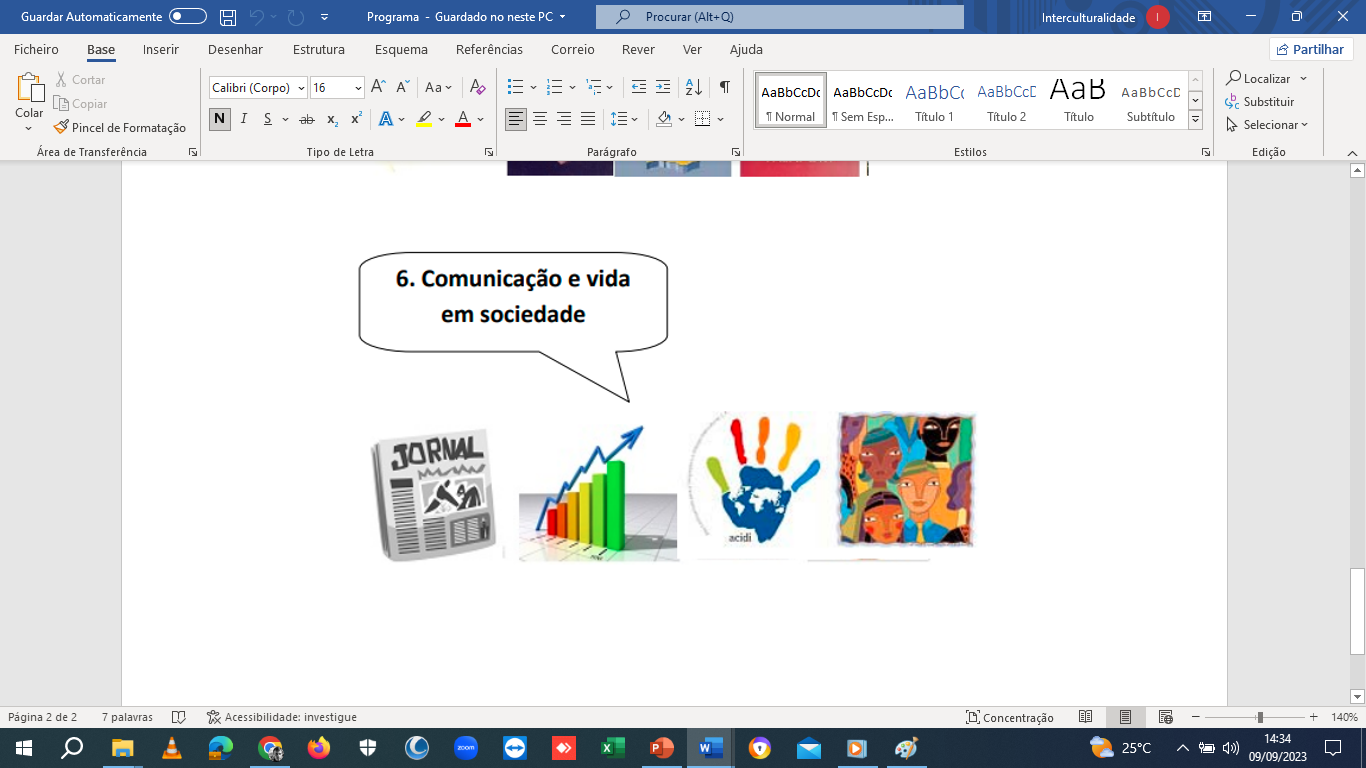 Guardar Automaticamente
Programa - Guardado no neste PC
Procurar (Alt+Q)
Interculturalidade
I
Ficheiro Base Inserir Desenhar Estrutura Esquema Referências Correio Rever Ver Ajuda
Partilhar
Colar
Cortar
Copiar
Pincel de Formatação
Área de Transferência
Calibri (Corpo) 16
N I S ab x₂ x²
Tipo de Letra
Parágrafo
AaBbCcDc AaBbCcDc AaBbCc AaBbCcD AaB AaBbCcD
¶ Normal ¶ Sem Esp... Título 1 Título 2 Título Subtítulo
Estilos
Localizar
Substituir
Selecionar
Edição
6. Comunicação e vida
em sociedade
JORNAL
acidi
Página 2 de 2 7 palavras Acessibilidade: investigue
Concentração
140%
zoom
25°C
14:34
09/09/2023